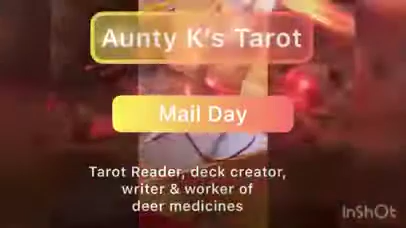 Aunty K's Tarot
Mail Day
Tarot Reader, deck creator,
writer & worker of
deer medicines
InShOt